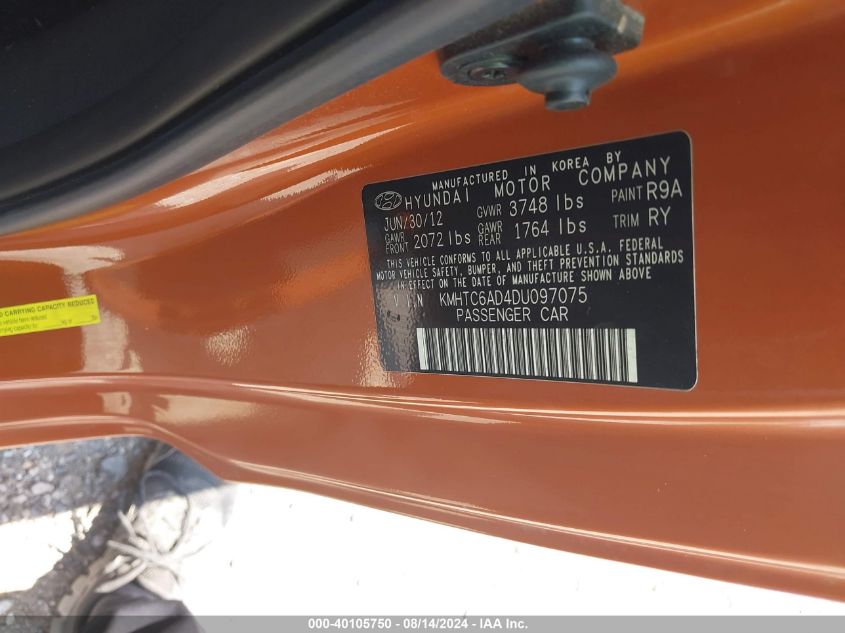 MANUFACTURED IN KOREA BY
HYUNDAI MOTOR COMPANY
JUN/30/12 GVWR 3748 lbs PAINT R9A
GAWR FRONT 2072 lbs GAWR REAR 1764 lbs TRIM RY
THIS VEHICLE CONFORMS TO ALL APPLICABLE U.S.A. FEDERAL
MOTOR VEHICLE SAFETY, BUMPER, AND THEFT PREVENTION STANDARDS
IN EFFECT ON THE DATE OF MANUFACTURE SHOWN ABOVE
V.I.N KMHTC6AD4DU097075
PASSENGER CAR
CARRYING CAPACITY REDUCED
000-40105750 - 08/14/2024 - IAA Inc.